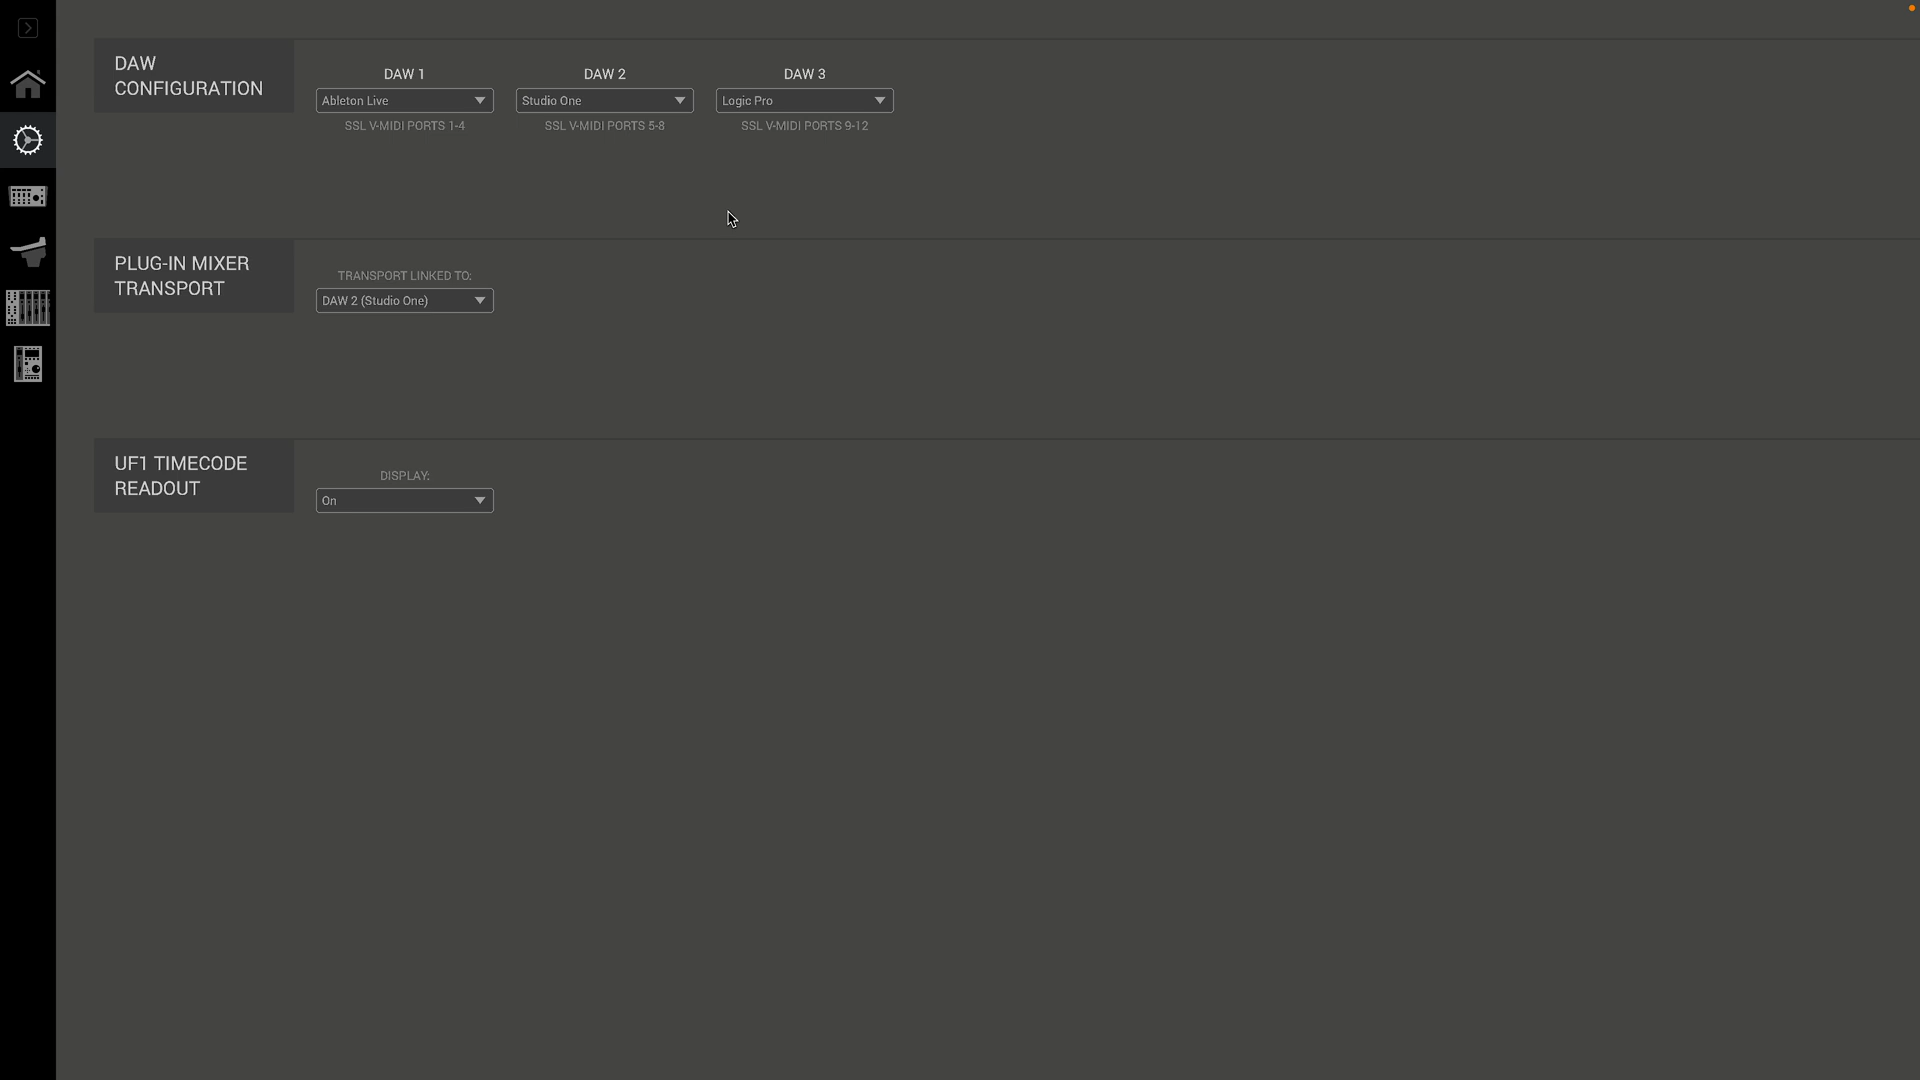 DAW
CONFIGURATION
DAW 1
DAW 2
DAW 3
Ableton Live
Studio One
Logic Pro
SSL V-MIDI PORTS 1-4
SSL V-MIDI PORTS 5-8
SSL V-MIDI PORTS 9-12
PLUG-IN MIXER
TRANSPORT
TRANSPORT LINKED TO:
DAW 2 (Studio One)
UF1 TIMECODE
READOUT
DISPLAY:
On